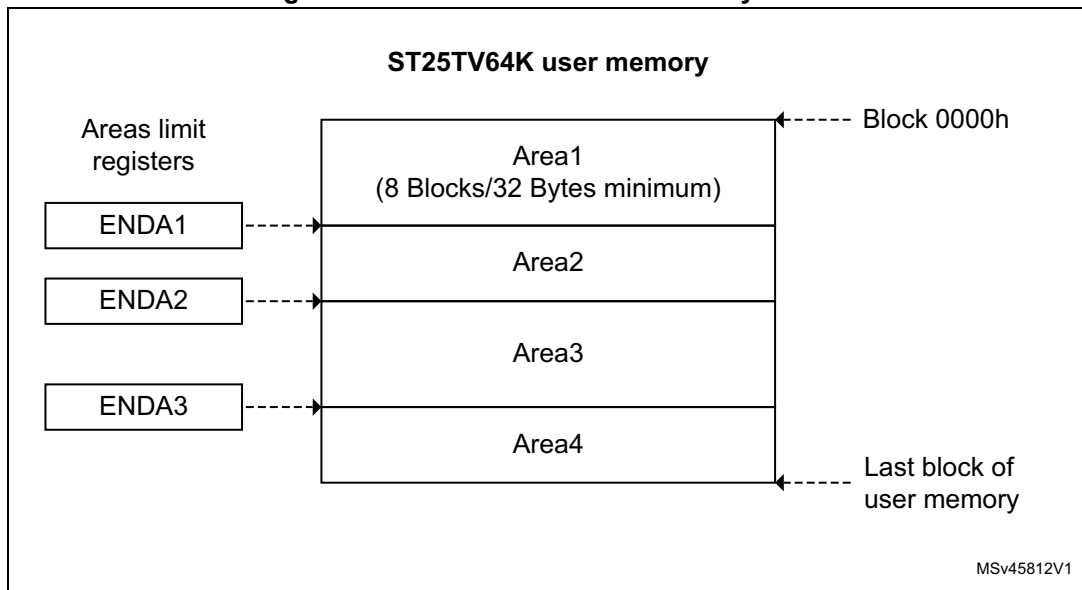 ST25TV64K user memory
Areas limit
registers
Block 0000h
Area1
(8 Blocks/32 Bytes minimum)
ENDA1
Area2
ENDA2
Area3
ENDA3
Area4
Last block of
user memory
MSv45812V1